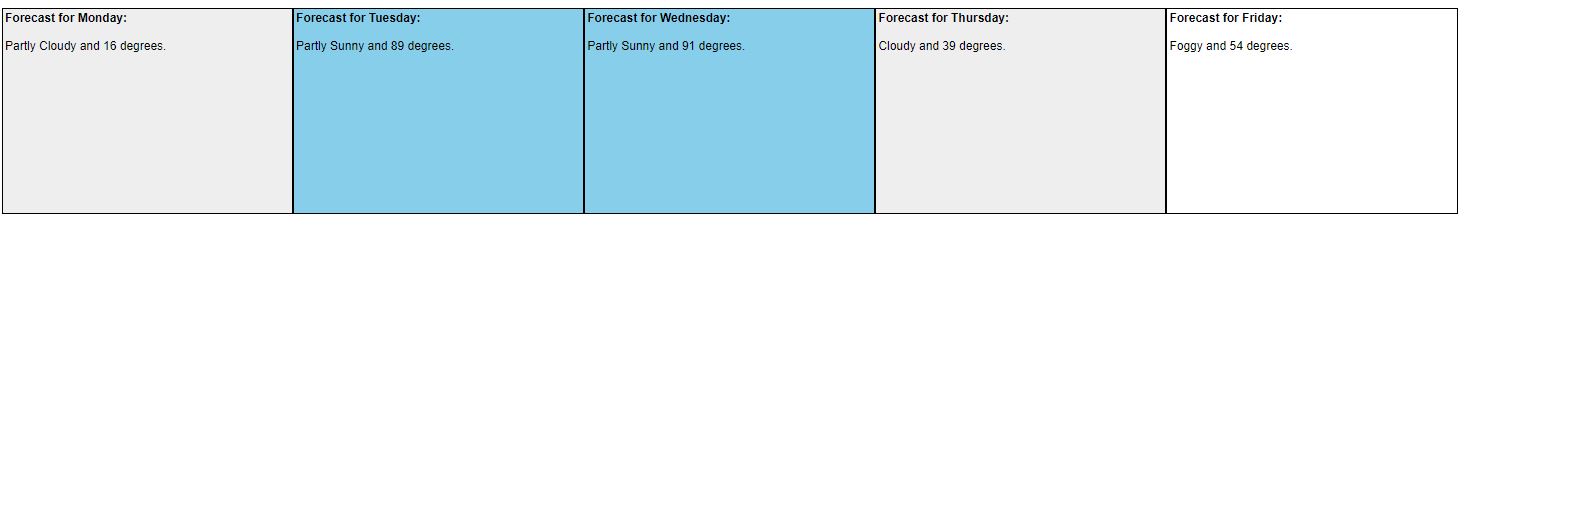 Forecast for Monday:
Partly Cloudy and 16 degrees.
Forecast for Tuesday:
Partly Sunny and 89 degrees.
Forecast for Wednesday:
Partly Sunny and 91 degrees.
Forecast for Thursday:
Cloudy and 39 degrees.
Forecast for Friday:
Foggy and 54 degrees.